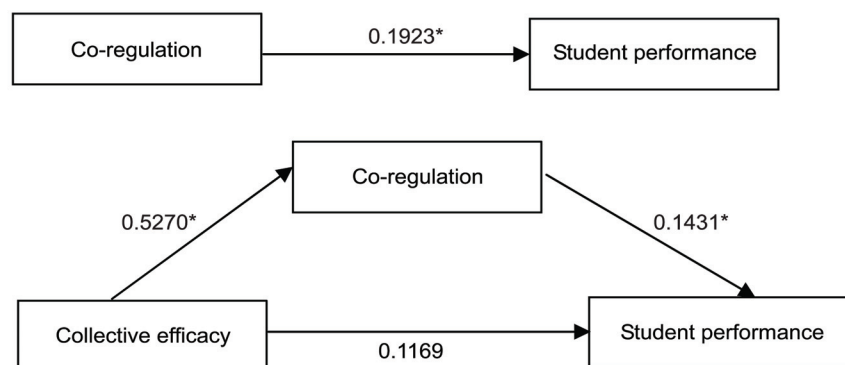 Co-regulation
0.1923*
Student performance
Co-regulation
0.5270*
0.1431*
Collective efficacy
0.1169
Student performance